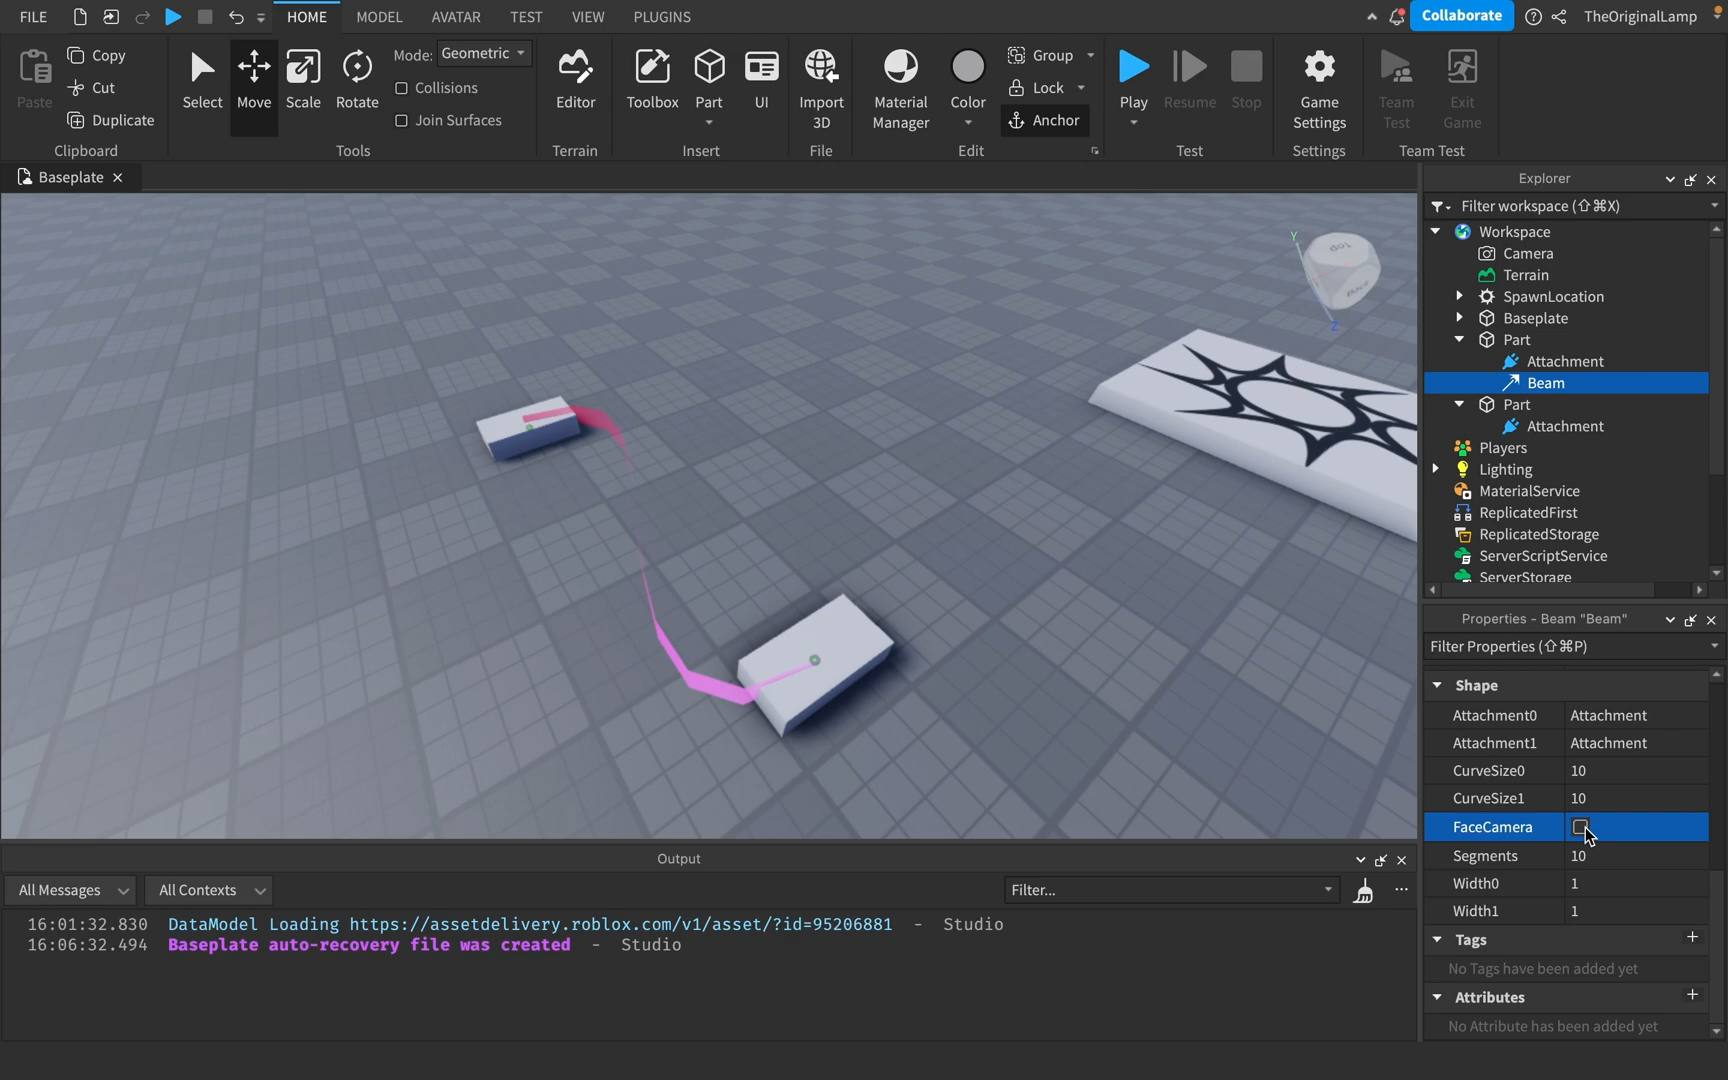 FILE HOME MODEL AVATAR TEST VIEW PLUGINS Collaborate TheOriginalLamp
Paste Copy Cut Duplicate
Clipboard
Select Move Scale Rotate Mode: Geometric
Collisions
Join Surfaces
Tools
Editor
Terrain
Toolbox Part UI
Insert
Import
3D
File
Material
Manager
Color
Group
Lock
Anchor
Edit
Play Resume Stop
Test
Game
Settings
Settings
Team
Test
Exit
Game
Team Test
Baseplate
Y
Z
Explorer
Filter workspace (⇧⌘X)
Workspace
Camera
Terrain
SpawnLocation
Baseplate
Part
Attachment
Beam
Part
Attachment
Players
Lighting
MaterialService
ReplicatedFirst
ReplicatedStorage
ServerScriptService
ServerStorage
Properties - Beam "Beam"
Filter Properties (⇧⌘P)
Shape
Attachment0 Attachment
Attachment1 Attachment
CurveSize0 10
CurveSize1 10
FaceCamera
Segments 10
Width0 1
Width1 1
Tags
No Tags have been added yet
Attributes
No Attribute has been added yet
Output
All Messages All Contexts Filter...
16:01:32.830 DataModel Loading https://assetdelivery.roblox.com/v1/asset/?id=95206881 - Studio
16:06:32.494 Baseplate auto-recovery file was created - Studio